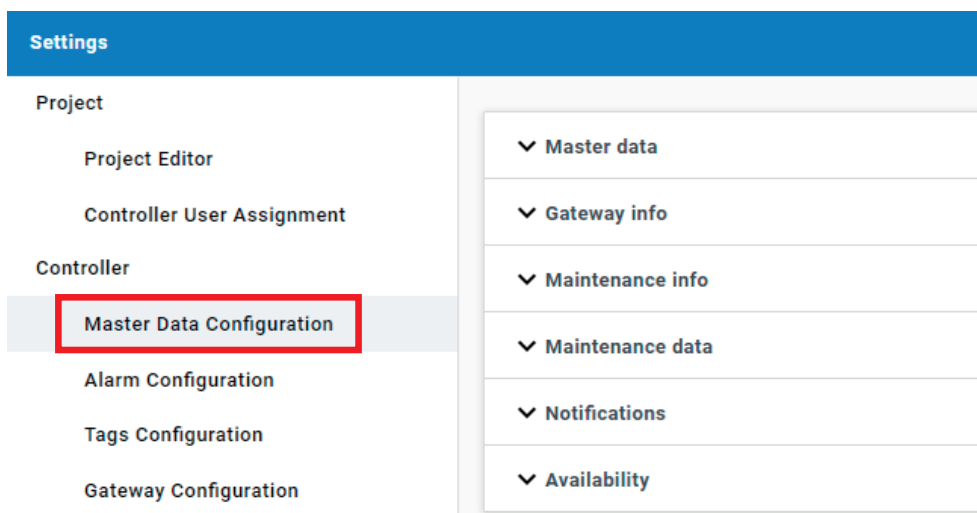 Settings
Project
Project Editor
Controller User Assignment
Controller
Master Data Configuration
Alarm Configuration
Tags Configuration
Gateway Configuration
Master data
Gateway info
Maintenance info
Maintenance data
Notifications
Availability